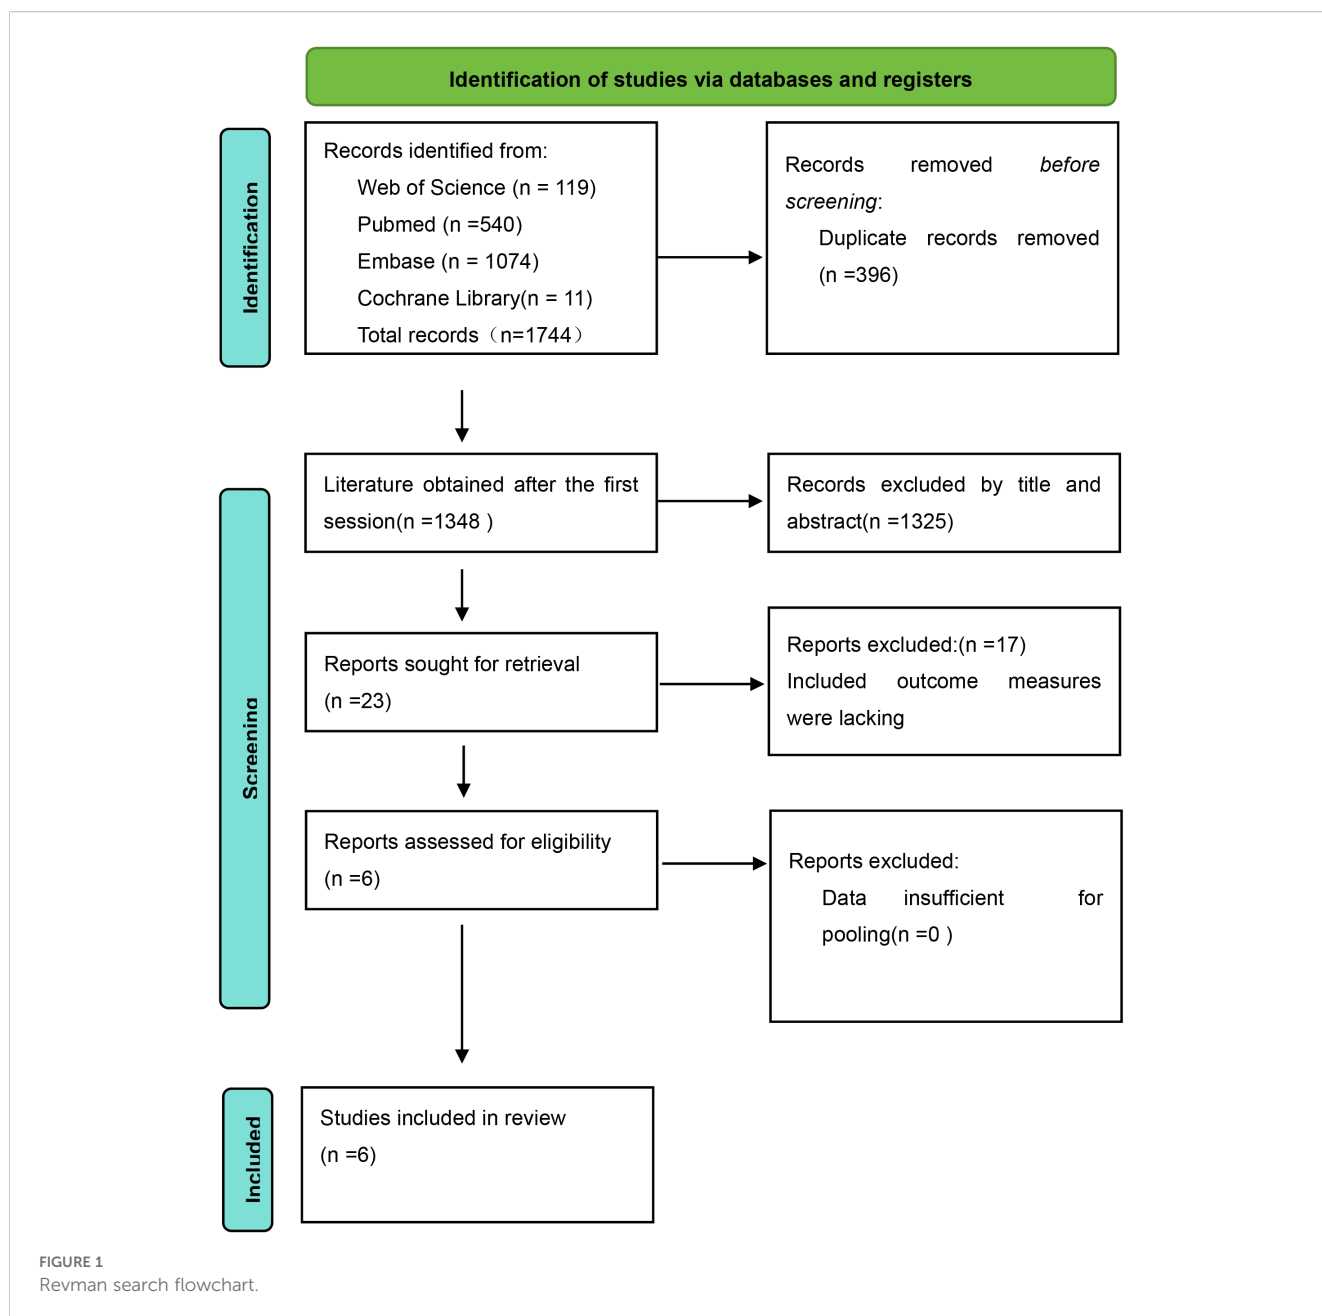 Identification of studies via databases and registers
Identification
Records identified from:
Web of Science (n = 119)
Pubmed (n =540)
Embase (n = 1074)
Cochrane Library(n = 11)
Total records（n=1744）
Records removed before
screening:
Duplicate records removed
(n =396)
Screening
Literature obtained after the first
session(n =1348 )
Records excluded by title and
abstract(n =1325)
Reports sought for retrieval
(n =23)
Reports excluded:(n =17)
Included outcome measures
were lacking
Reports assessed for eligibility
(n =6)
Reports excluded:
Data insufficient for
pooling(n =0 )
Included
Studies included in review
(n =6)
FIGURE 1
Revman search flowchart.